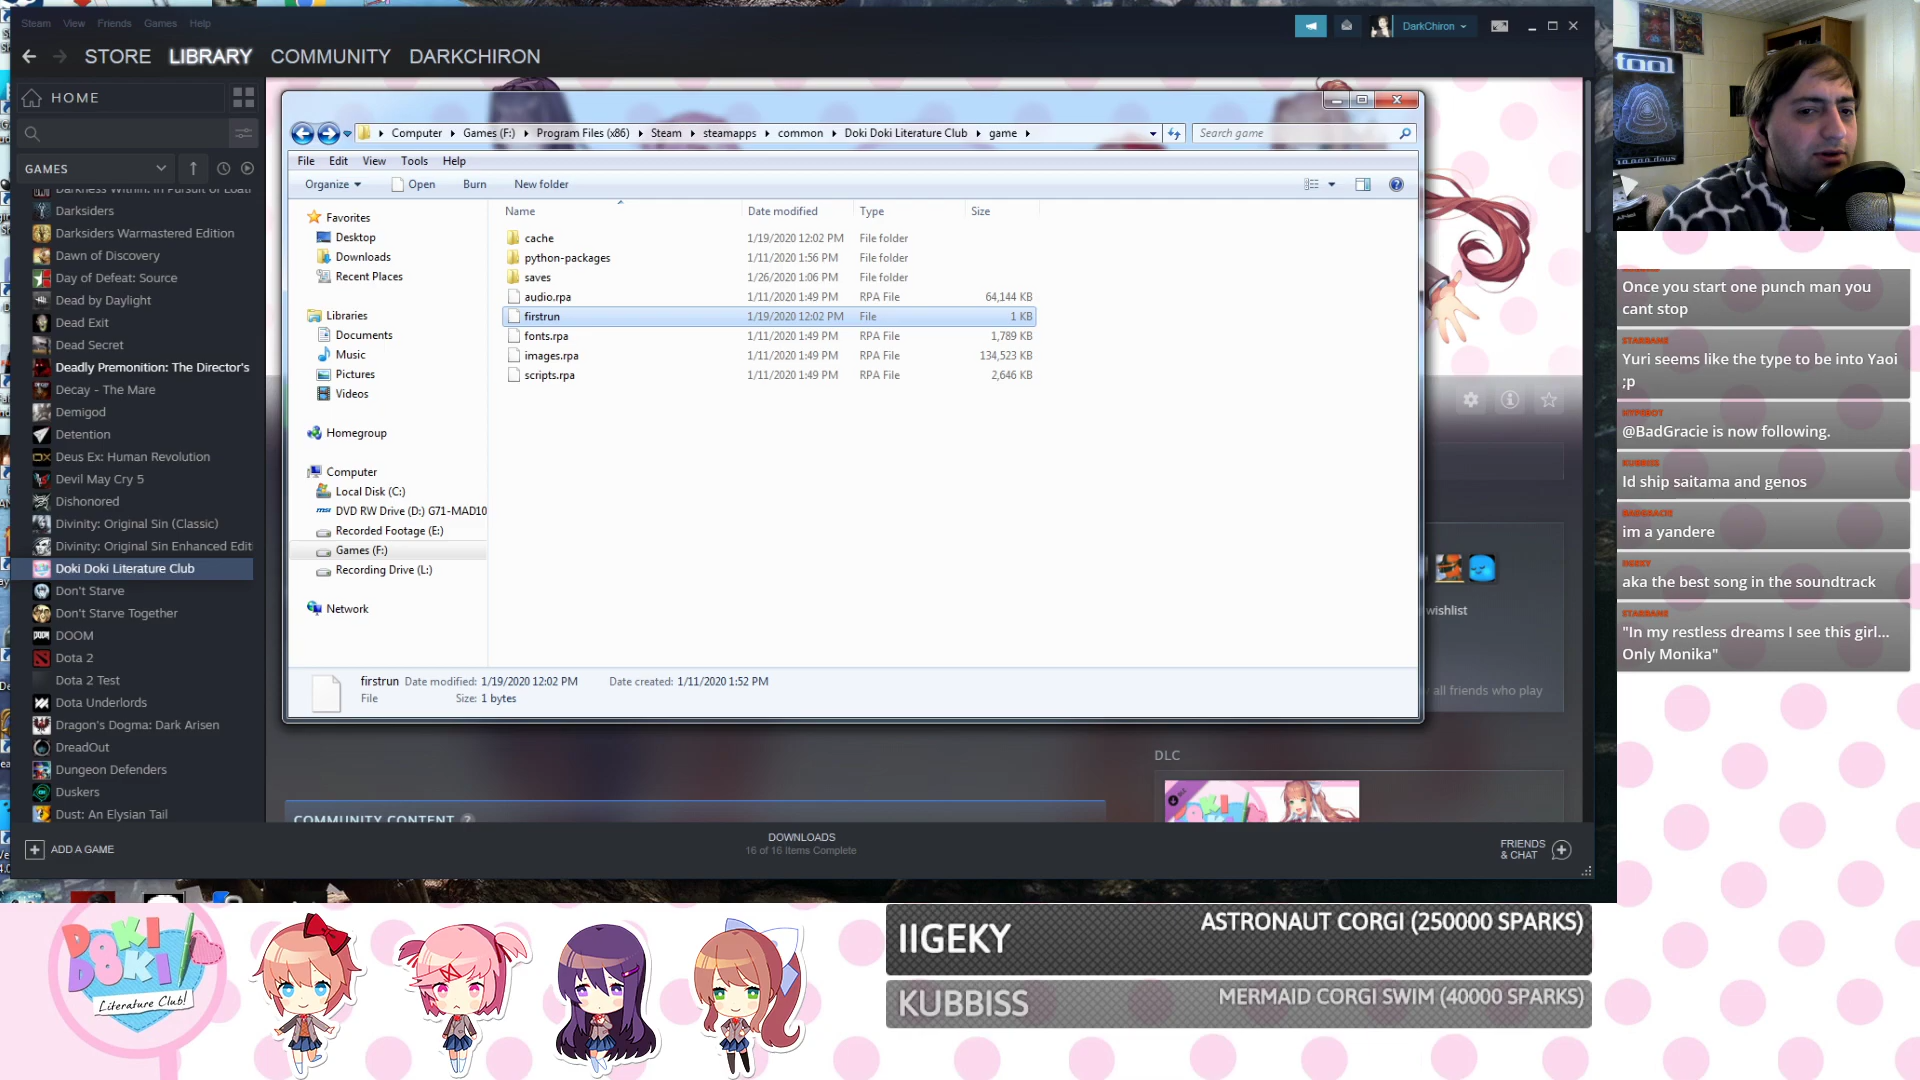 Steam View Friends Games Help
DarkChiron
STORE LIBRARY COMMUNITY DARKCHIRON
HOME
GAMES
Darkness Within: In Pursuit of Loath
Darksiders
Darksiders Warmastered Edition
Dawn of Discovery
Day of Defeat: Source
Dead by Daylight
Dead Exit
Dead Secret
Deadly Premonition: The Director's
Decay - The Mare
Demigod
Detention
Deus Ex: Human Revolution
Devil May Cry 5
Dishonored
Divinity: Original Sin (Classic)
Divinity: Original Sin Enhanced Edit
Doki Doki Literature Club
Don't Starve
Don't Starve Together
DOOM
Dota 2
Dota 2 Test
Dota Underlords
Dragon's Dogma: Dark Arisen
DreadOut
Dungeon Defenders
Duskers
Dust: An Elysian Tail
ADD A GAME
Computer Games (F:) Program Files (x86) Steam steamapps common Doki Doki Literature Club game
Search game
File Edit View Tools Help
Organize Open Burn New folder
Favorites
Desktop
Downloads
Recent Places
Libraries
Documents
Music
Pictures
Videos
Homegroup
Computer
Local Disk (C:)
DVD RW Drive (D:) G71-MAD10
Recorded Footage (E:)
Games (F:)
Recording Drive (L:)
Network
Name Date modified Type Size
cache 1/19/2020 12:02 PM File folder
python-packages 1/11/2020 1:56 PM File folder
saves 1/26/2020 1:06 PM File folder
audio.rpa 1/11/2020 1:49 PM RPA File 64,144 KB
firstrun 1/19/2020 12:02 PM File 1 KB
fonts.rpa 1/11/2020 1:49 PM RPA File 1,789 KB
images.rpa 1/11/2020 1:49 PM RPA File 134,523 KB
scripts.rpa 1/11/2020 1:49 PM RPA File 2,646 KB
firstrun Date modified: 1/19/2020 12:02 PM Date created: 1/11/2020 1:52 PM
File Size: 1 bytes
wishlist
all friends who play
DLC
COMMUNITY CONTENT
DOWNLOADS
16 of 16 Items Complete
FRIENDS
& CHAT
tool
10,000 days
Once you start one punch man you
cant stop
STARBANE
Yuri seems like the type to be into Yaoi
;p
HYPEBOT
@BadGracie is now following.
KUBBISS
Id ship saitama and genos
BADGRACIE
im a yandere
IIGEKY
aka the best song in the soundtrack
STARBANE
"In my restless dreams I see this girl...
Only Monika"
DOKI
DOKI
Literature Club!
IIGEKY ASTRONAUT CORGI (250000 SPARKS)
KUBBISS MERMAID CORGI SWIM (40000 SPARKS)